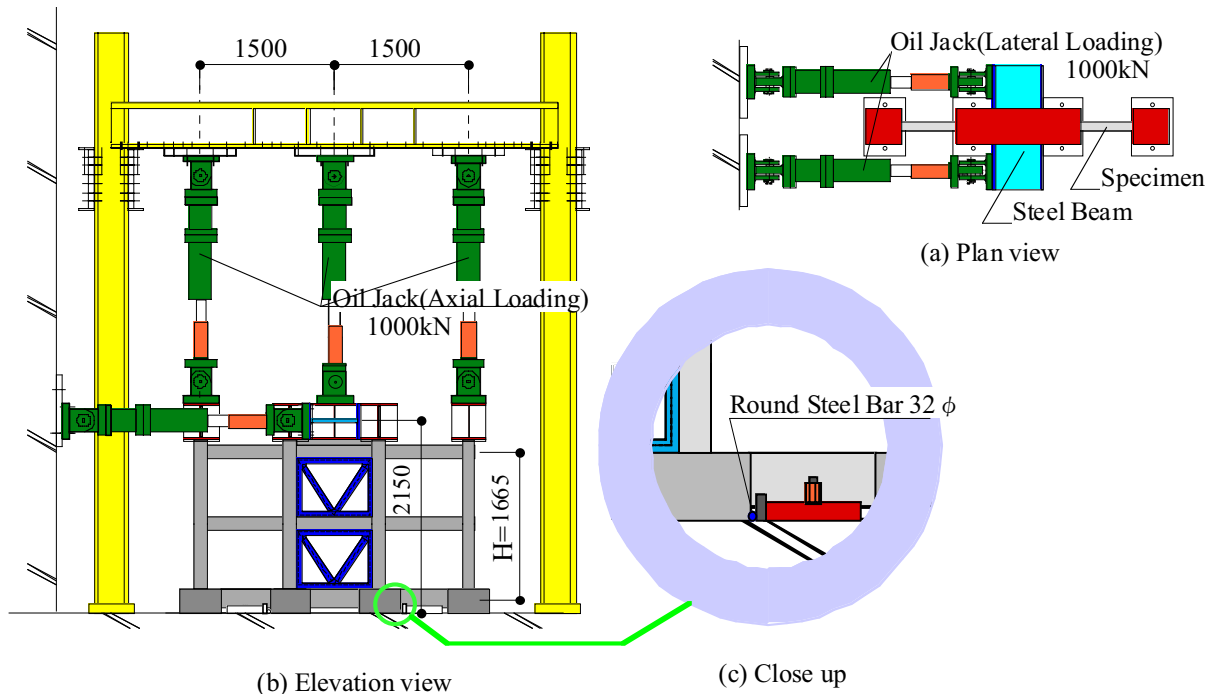 1500
1500
Oil Jack(Axial Loading)
1000kN
2150
H=1665
(b) Elevation view
Oil Jack(Lateral Loading)
1000kN
Specimen
Steel Beam
(a) Plan view
Round Steel Bar 32 ϕ
(c) Close up